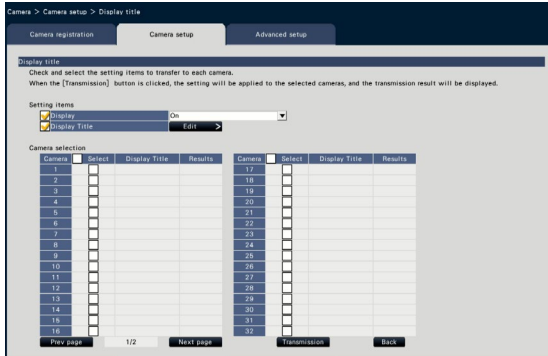 Camera > Camera setup > Display title
Camera registration Camera setup Advanced setup
Display title
Check and select the setting items to transfer to each camera.
When the [Transmission] button is clicked, the setting will be applied to the selected cameras, and the transmission result will be displayed.
Setting items
Display On
Display Title Edit >
Camera selection
Camera Select Display Title Results Camera Select Display Title Results
1 17
2 18
3 19
4 20
5 21
6 22
7 23
8 24
9 25
10 26
11 27
12 28
13 29
14 30
15 31
16 32
Prev page 1/2 Next page Transmission Back